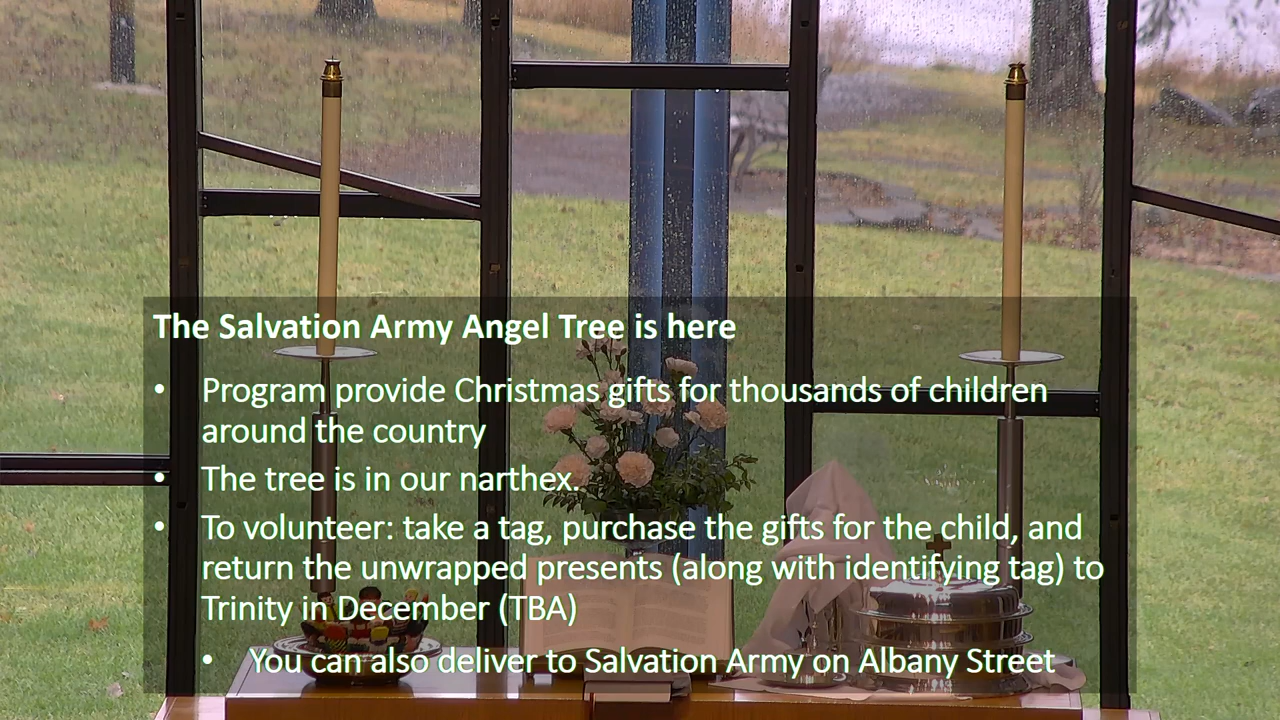 The Salvation Army Angel Tree is here
• Program provide Christmas gifts for thousands of children
around the country
• The tree is in our narthex.
• To volunteer: take a tag, purchase the gifts for the child, and
return the unwrapped presents (along with identifying tag) to
Trinity in December (TBA)
• You can also deliver to Salvation Army on Albany Street